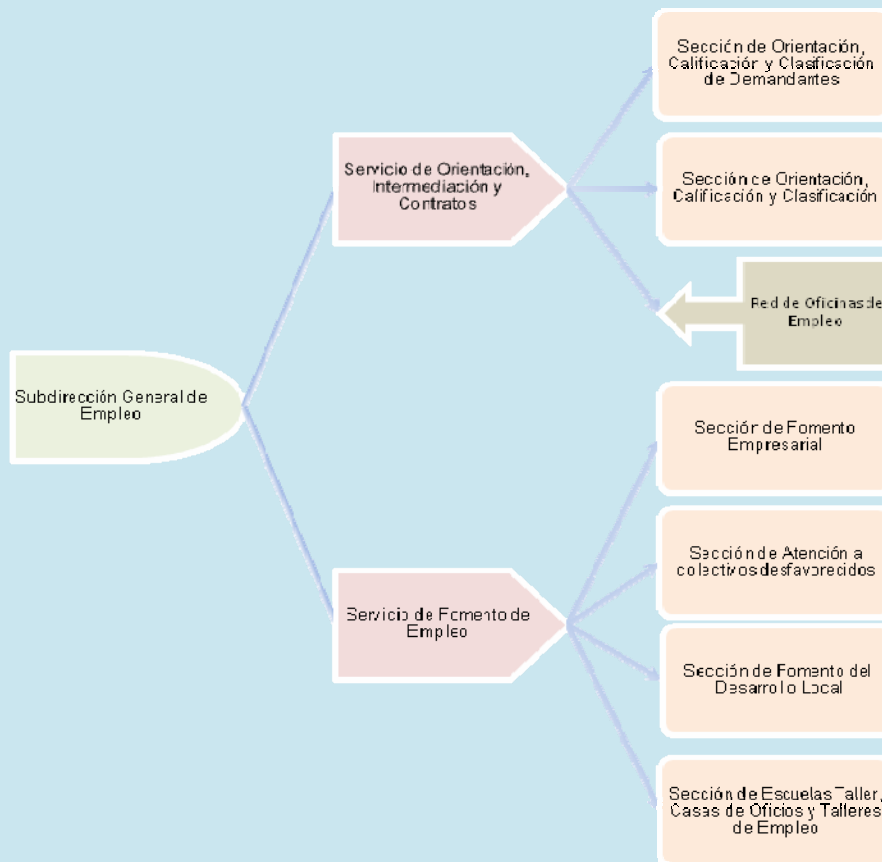 Sección de Orientación,
Calificación y Clasificación
de Demandantes
Servicio de Orientación,
Intermediación y
Contratos
Sección de Orientación,
Calificación y Clasificación
Red de Oficinas de
Empleo
Subdirección General de
Empleo
Sección de Fomento
Empresarial
Sección de Atención a
colectivos desfavorecidos
Servicio de Fomento de
Empleo
Sección de Fomento del
Desarrollo Local
Sección de Escuelas Taller,
Casas de Oficios y Talleres
de Empleo